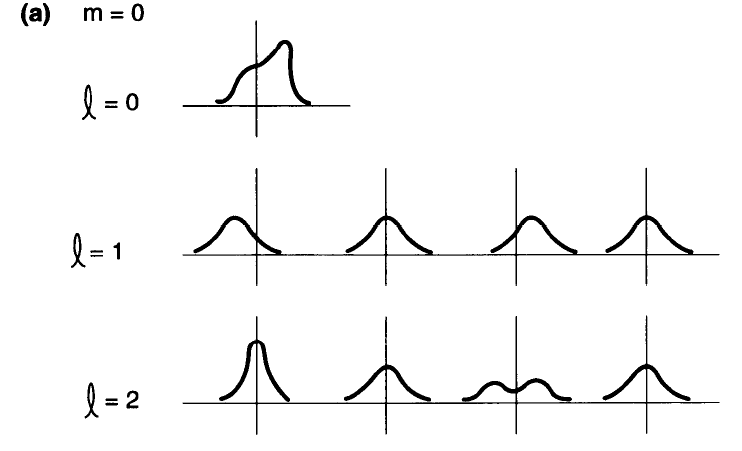 (a) m = 0
ℓ = 0
ℓ = 1
ℓ = 2